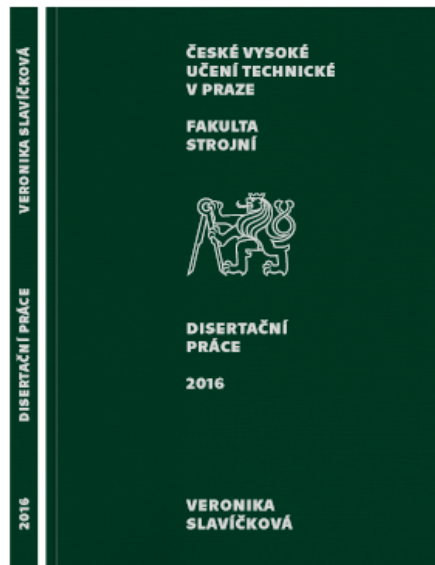 VERONIKA SLAVÍČKOVÁ
DISERTAČNÍ PRÁCE
2016
ČESKÉ VYSOKÉ
UČENÍ TECHNICKÉ
V PRAZE
FAKULTA
STROJNÍ
DISERTAČNÍ
PRÁCE
2016
VERONIKA
SLAVÍČKOVÁ